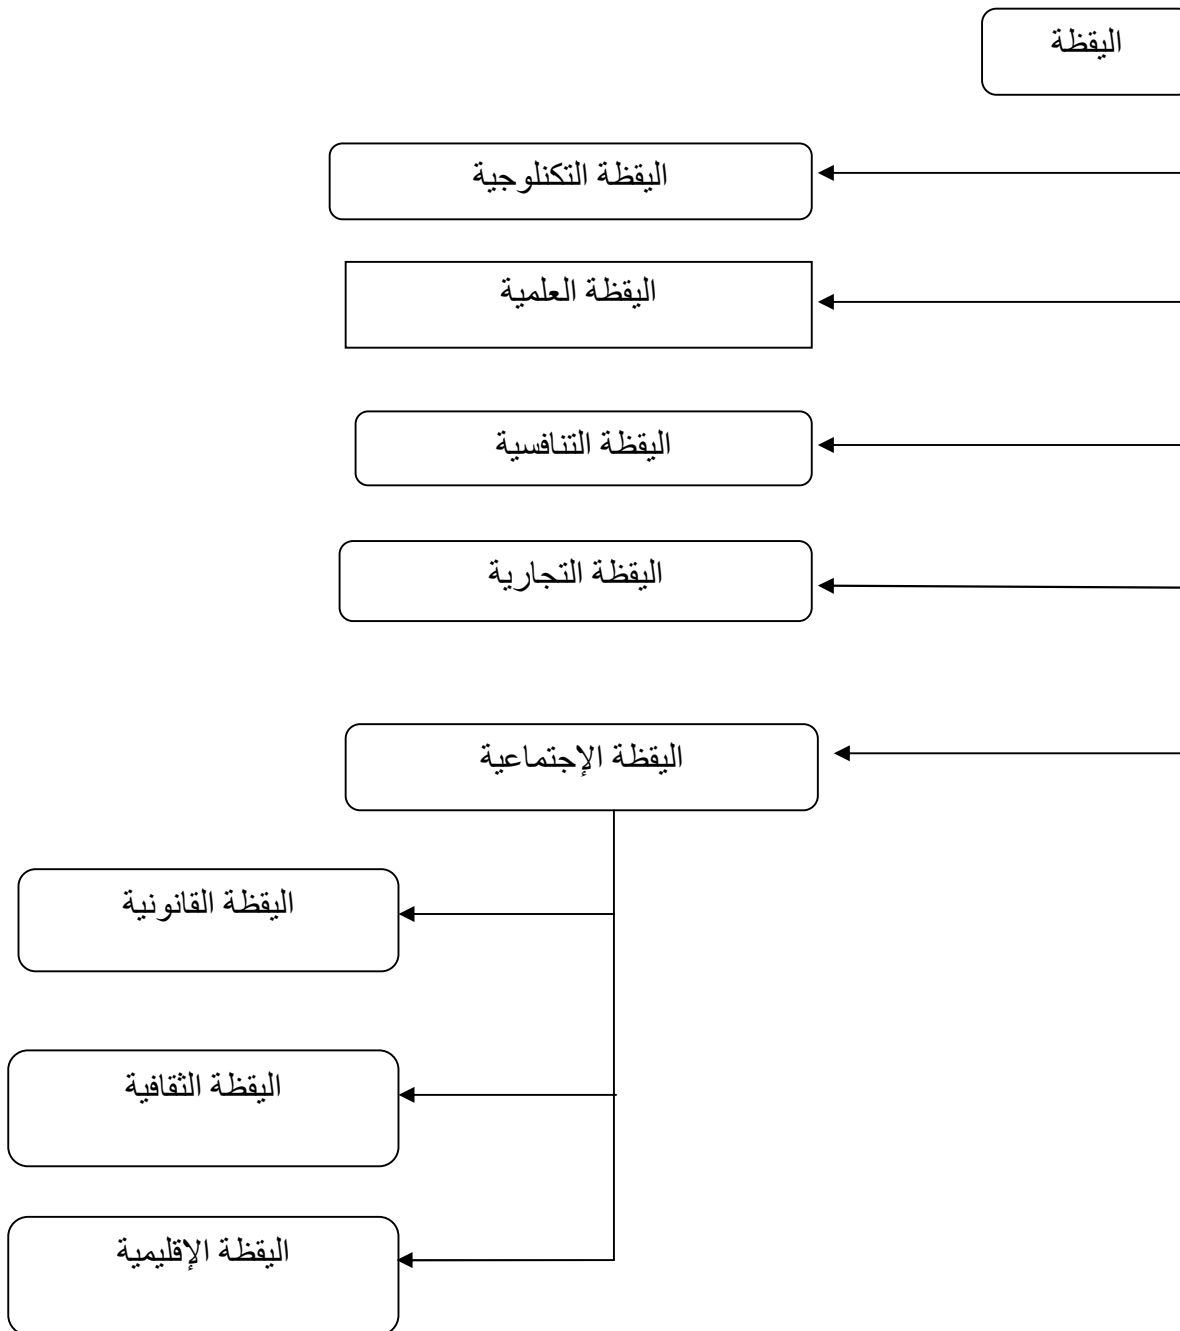 اليقظة
اليقظة التكنلوجية
اليقظة العلمية
اليقظة التنافسية
اليقظة التجارية
اليقظة الإجتماعية
اليقظة القانونية
اليقظة الثقافية
اليقظة الإقليمية